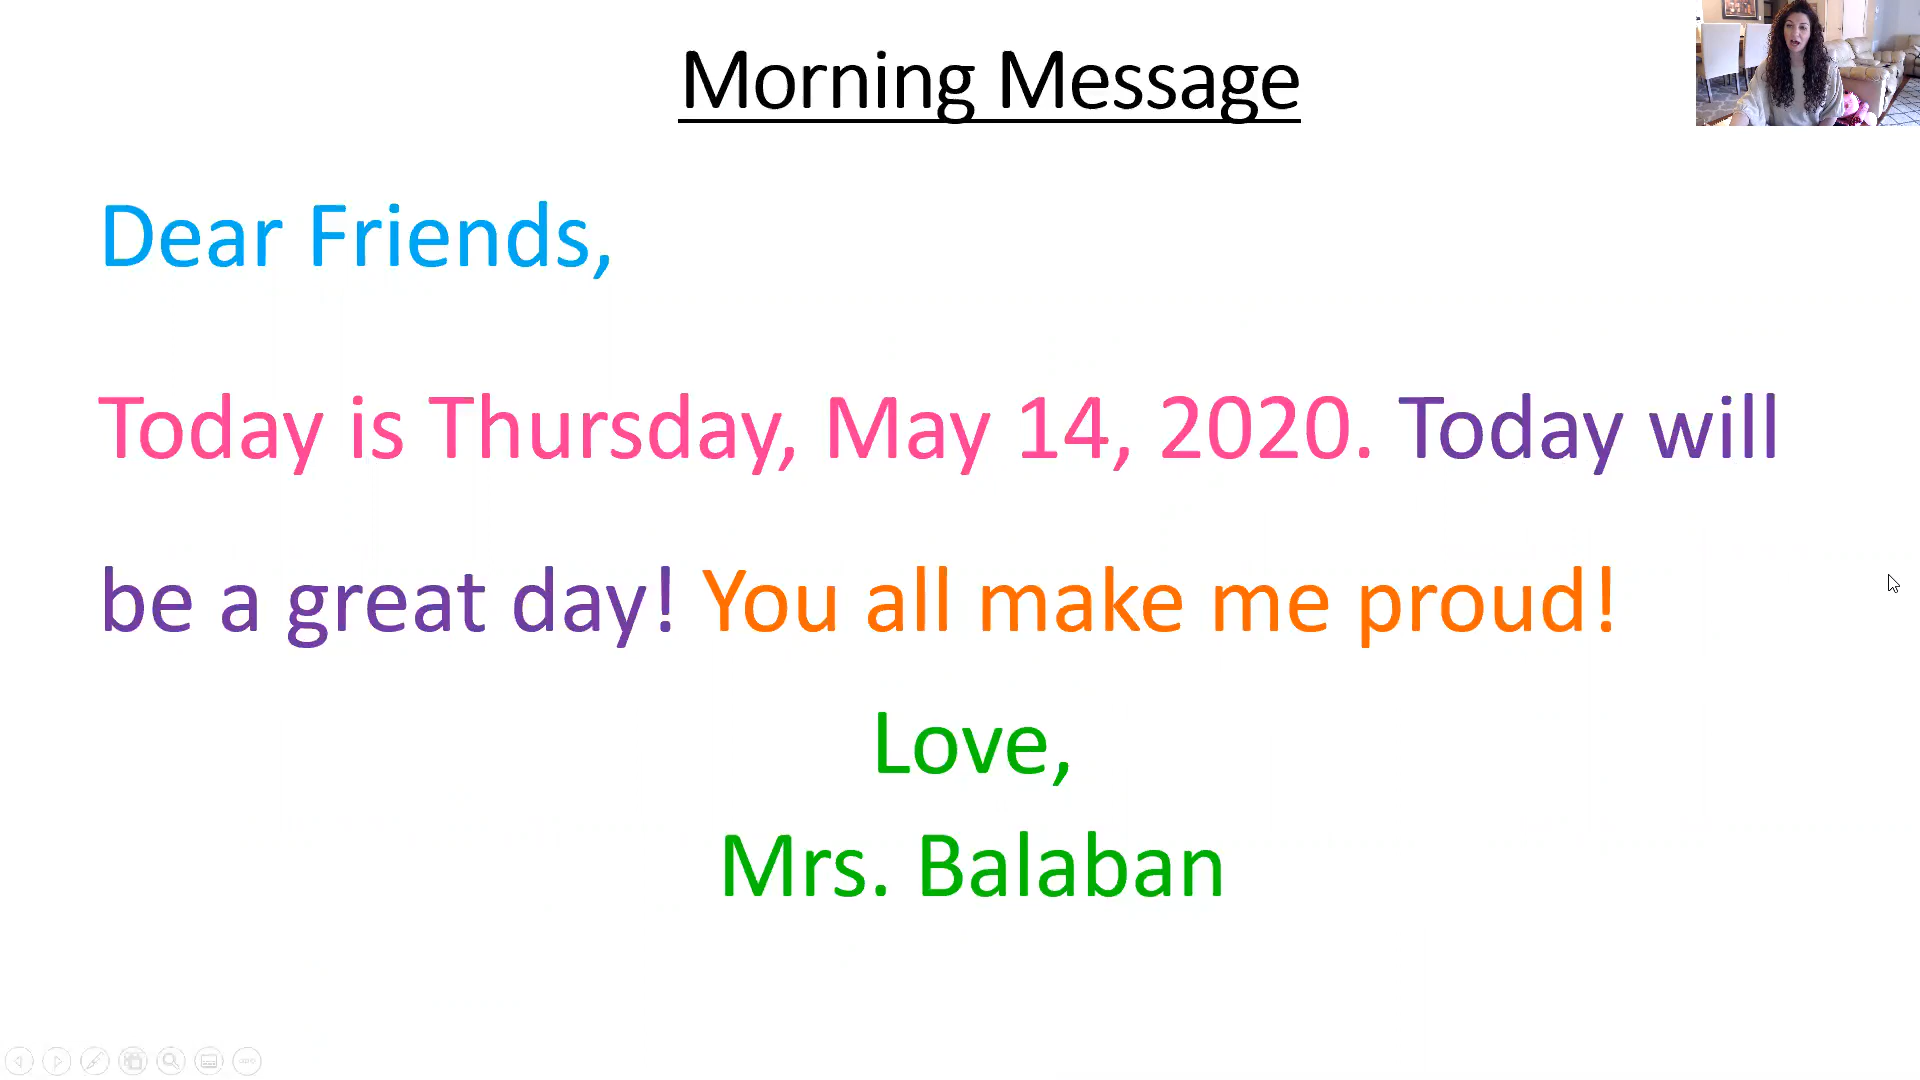 Morning Message
Dear Friends,
Today is Thursday, May 14, 2020. Today will
be a great day! You all make me proud!
Love,
Mrs. Balaban